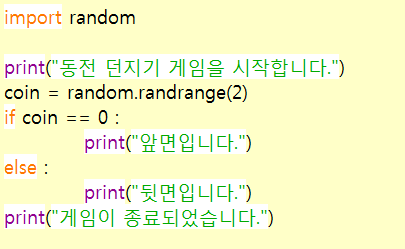 import random

print("동전 던지기 게임을 시작합니다.")
coin = random.randrange(2)
if coin == 0 :
        print("앞면입니다.")
else :
        print("뒷면입니다.")
print("게임이 종료되었습니다.")